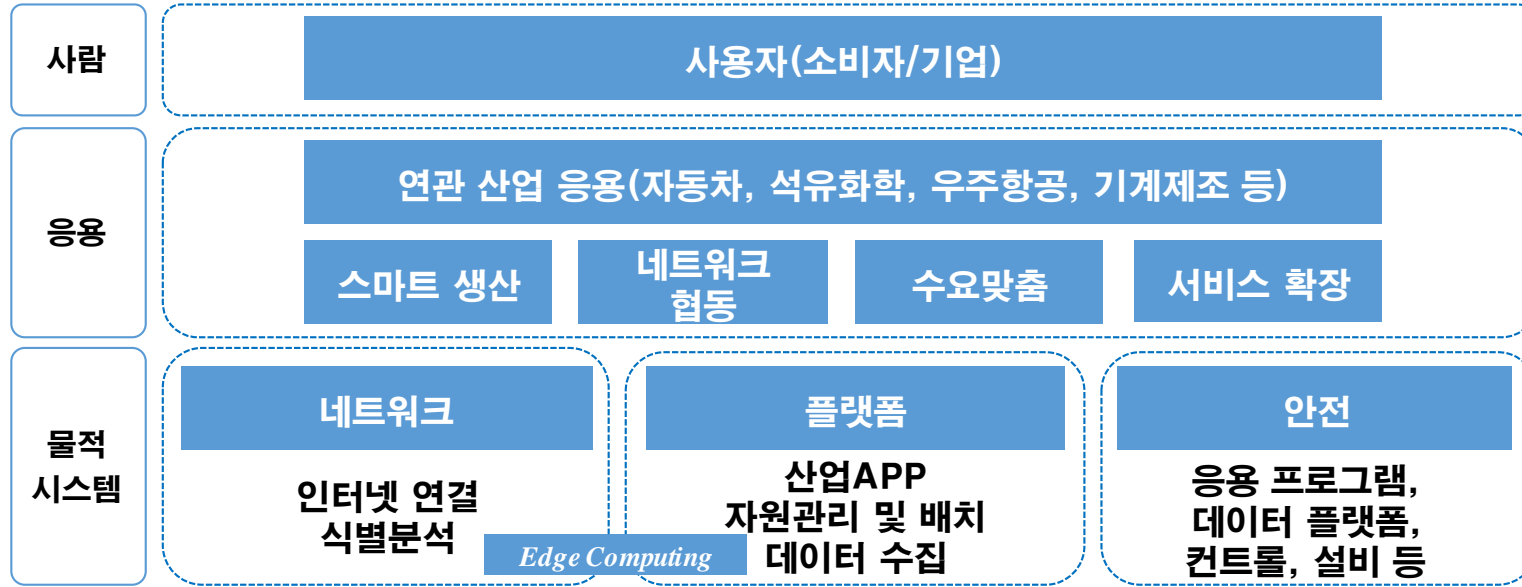 사람
사용자(소비자/기업)
응용
연관 산업 응용(자동차, 석유화학, 우주항공, 기계제조 등)
스마트 생산
네트워크
협동
수요맞춤
서비스 확장
물적
시스템
네트워크
인터넷 연결
식별분석
Edge Computing
플랫폼
산업APP
자원관리 및 배치
데이터 수집
안전
응용 프로그램,
데이터 플랫폼,
컨트롤, 설비 등